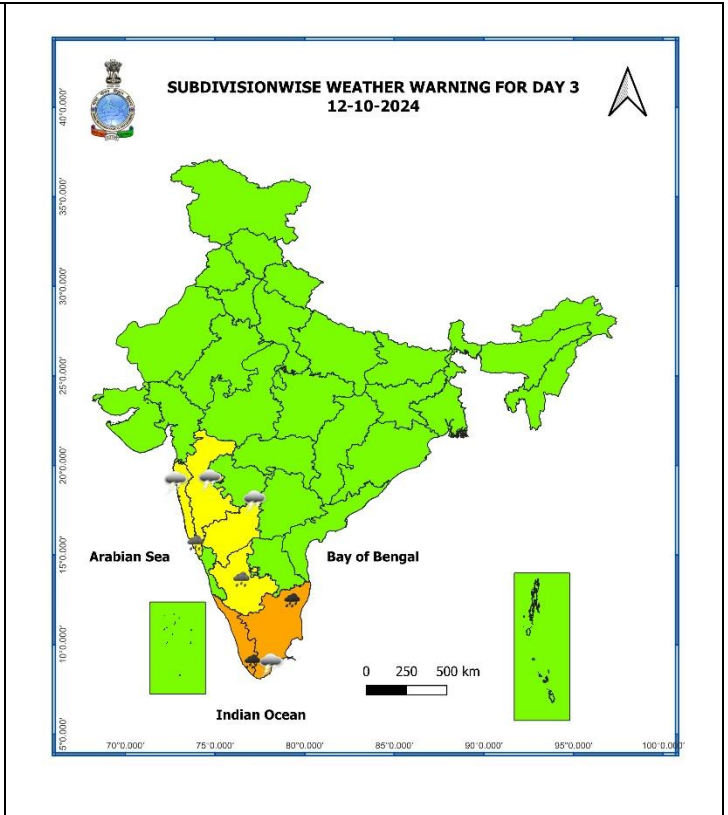 SUBDIVISIONWISE WEATHER WARNING FOR DAY 3
12-10-2024
40°0.000'
35°0.000'
30°0.000'
25°0.000'
20°0.000'
15°0.000'
10°0.000'
5°0.000'
Arabian Sea
Bay of Bengal
0 250 500 km
Indian Ocean
70°0.000' 75°0.000' 80°0.000' 85°0.000' 90°0.000' 95°0.000' 100°0.000'